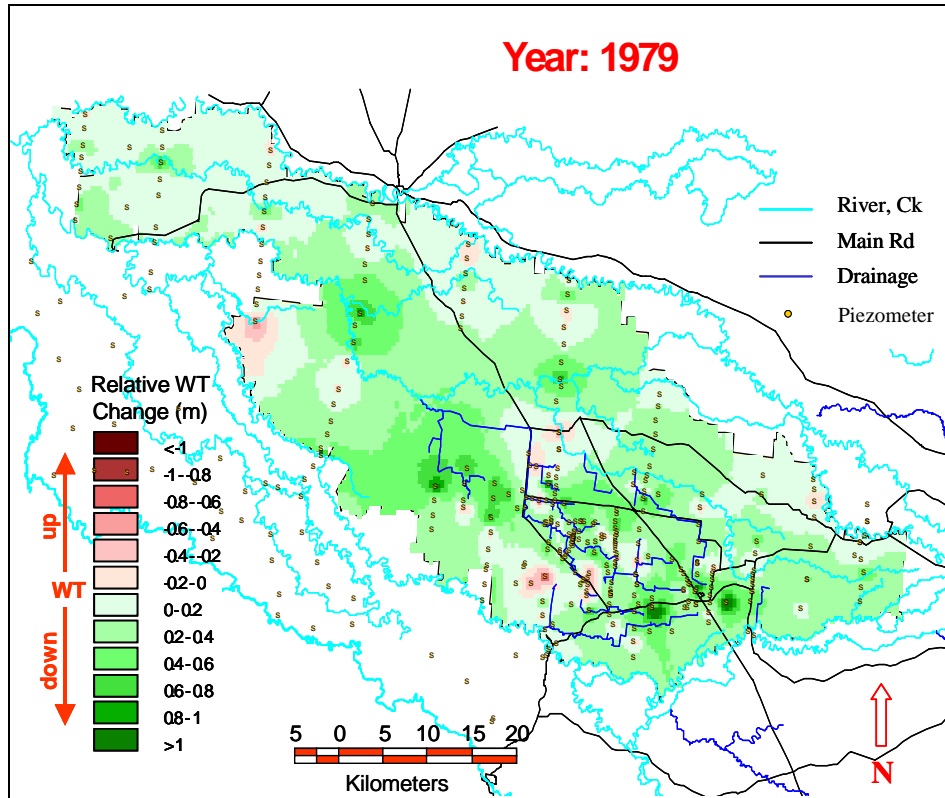 Year: 1979
River, Ck
Main Rd
Drainage
Piezometer
Relative WT
Change (m)
<-1
-1--0.8
-0.8--0.6
-0.6--0.4
-0.4--0.2
-0.2-0
0-0.2
0.2-0.4
0.4-0.6
0.6-0.8
0.8-1
>1
up
WT
down
5 0 5 10 15 20
Kilometers
N